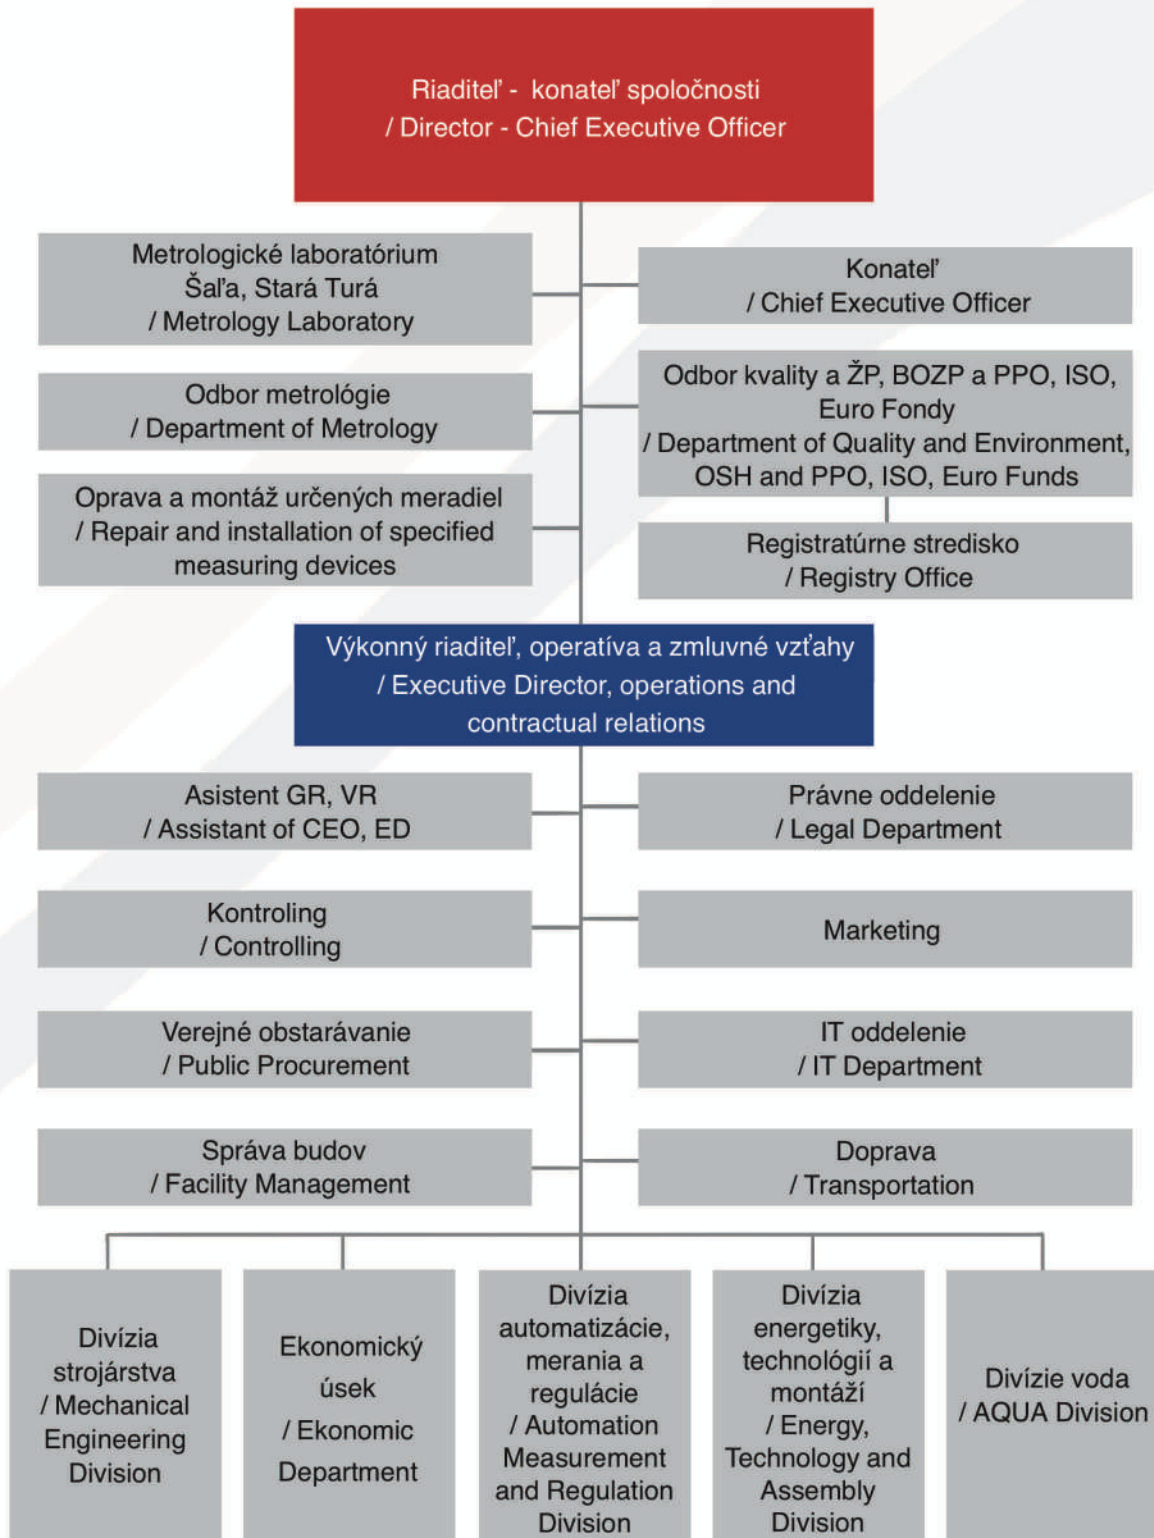 Riaditeľ - konateľ spoločnosti
/ Director - Chief Executive Officer
Metrologické laboratórium
Šaľa, Stará Turá
/ Metrology Laboratory
Konateľ
/ Chief Executive Officer
Odbor metrológie
/ Department of Metrology
Odbor kvality a ŽP, BOZP a PPO, ISO,
Euro Fondy
/ Department of Quality and Environment,
OSH and PPO, ISO, Euro Funds
Oprava a montáž určených meradiel
/ Repair and installation of specified
measuring devices
Registratúrne stredisko
/ Registry Office
Výkonný riaditeľ, operatíva a zmluvné vzťahy
/ Executive Director, operations and
contractual relations
Asistent GR, VR
/ Assistant of CEO, ED
Právne oddelenie
/ Legal Department
Kontroling
/ Controlling
Marketing
Verejné obstarávanie
/ Public Procurement
IT oddelenie
/ IT Department
Správa budov
/ Facility Management
Doprava
/ Transportation
Divízia
strojárstva
/ Mechanical
Engineering
Division
Ekonomický
úsek
/ Ekonomic
Department
Divízia
automatizácie,
merania a
regulácie
/ Automation
Measurement
and Regulation
Division
Divízia
energetiky,
technológií a
montáží
/ Energy,
Technology and
Assembly
Division
Divízie voda
/ AQUA Division